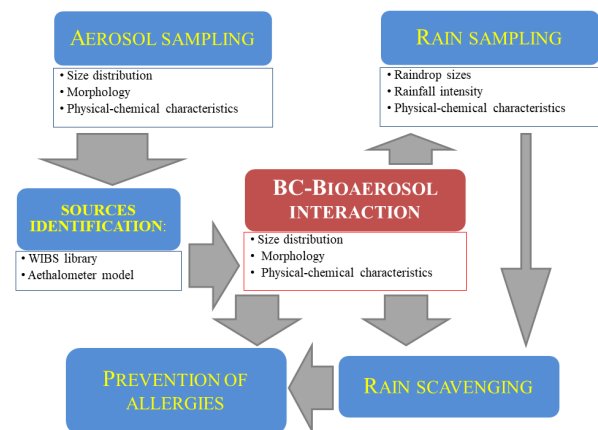 AEROSOL SAMPLING
• Size distribution
• Morphology
• Physical-chemical characteristics
RAIN SAMPLING
• Raindrop sizes
• Rainfall intensity
• Physical-chemical characteristics
SOURCES
IDENTIFICATION:
• WIBS library
• Aethalometer model
BC-BIOAEROSOL
INTERACTION
• Size distribution
• Morphology
• Physical-chemical characteristics
PREVENTION OF
ALLERGIES
RAIN SCAVENGING